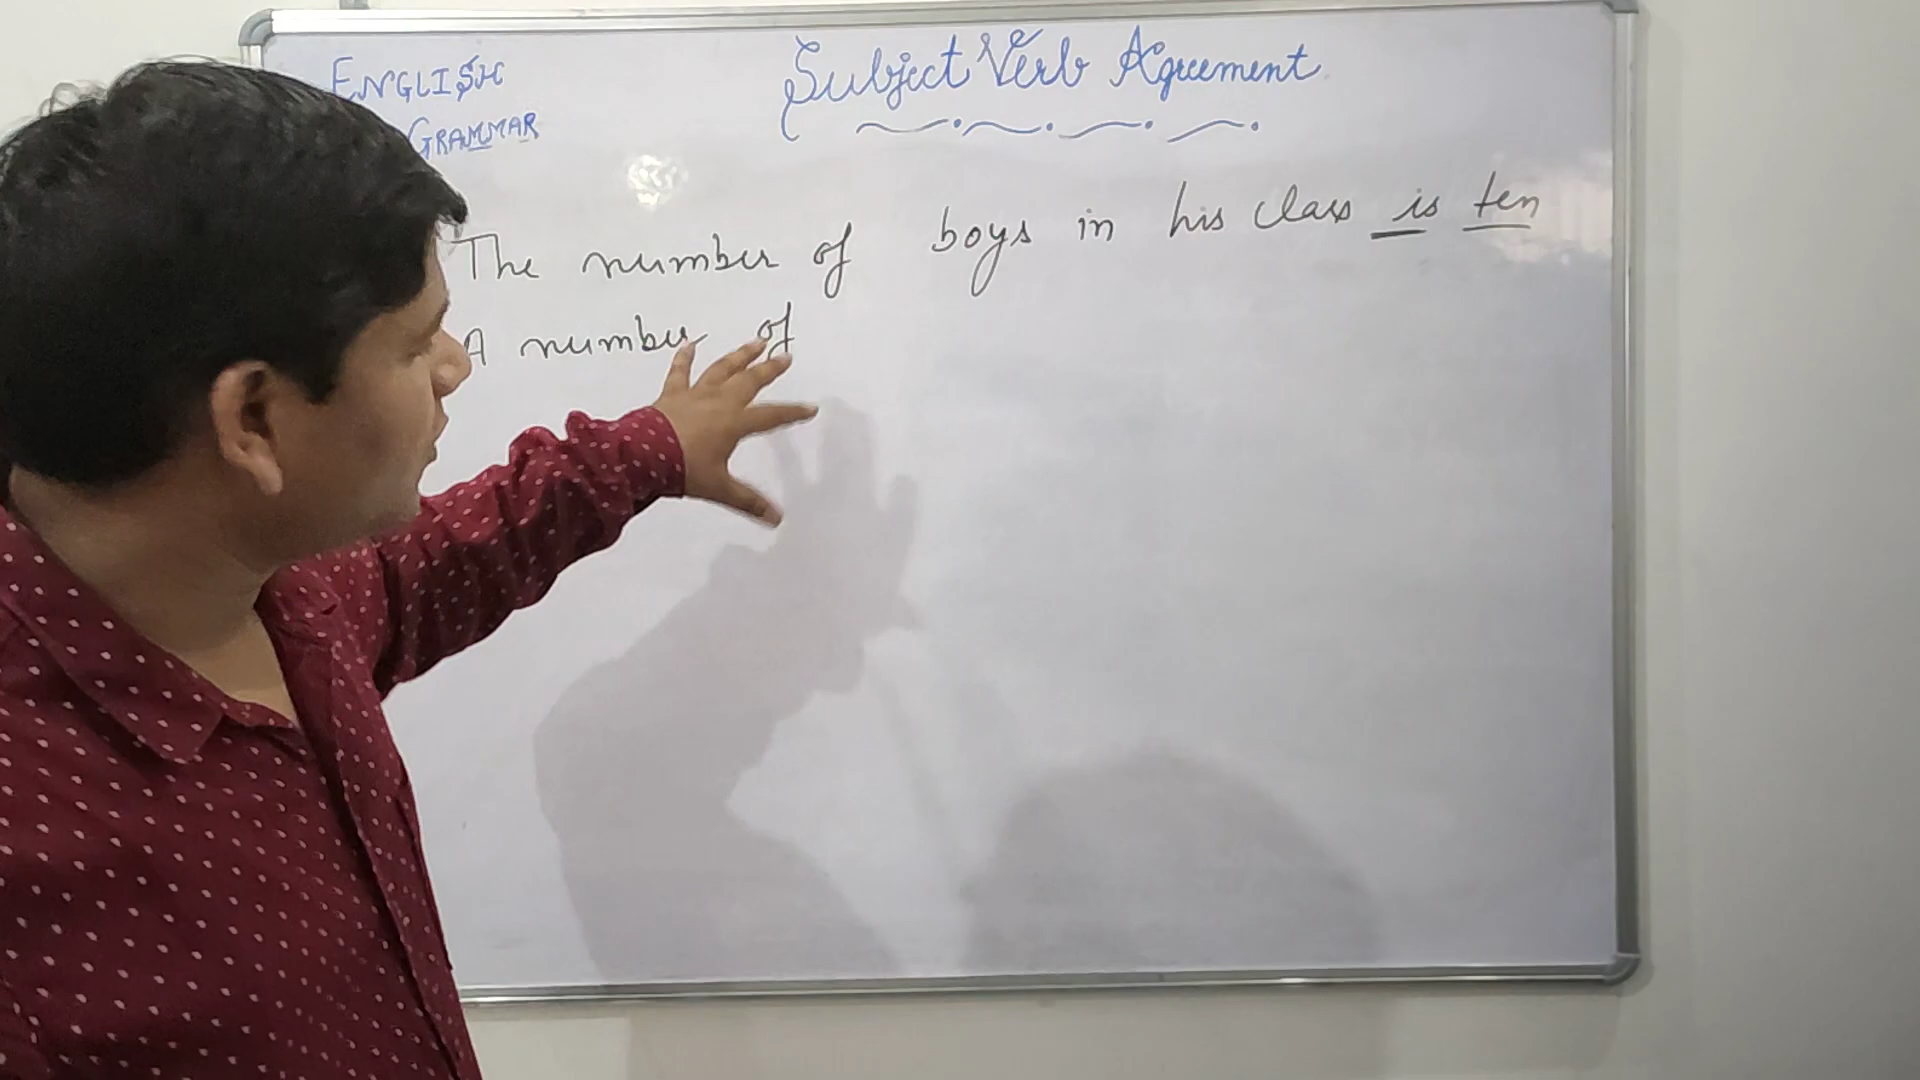 ENGLISH
GRAMMAR
Subject Verb Agreement
The number of boys in his class is ten
A number of